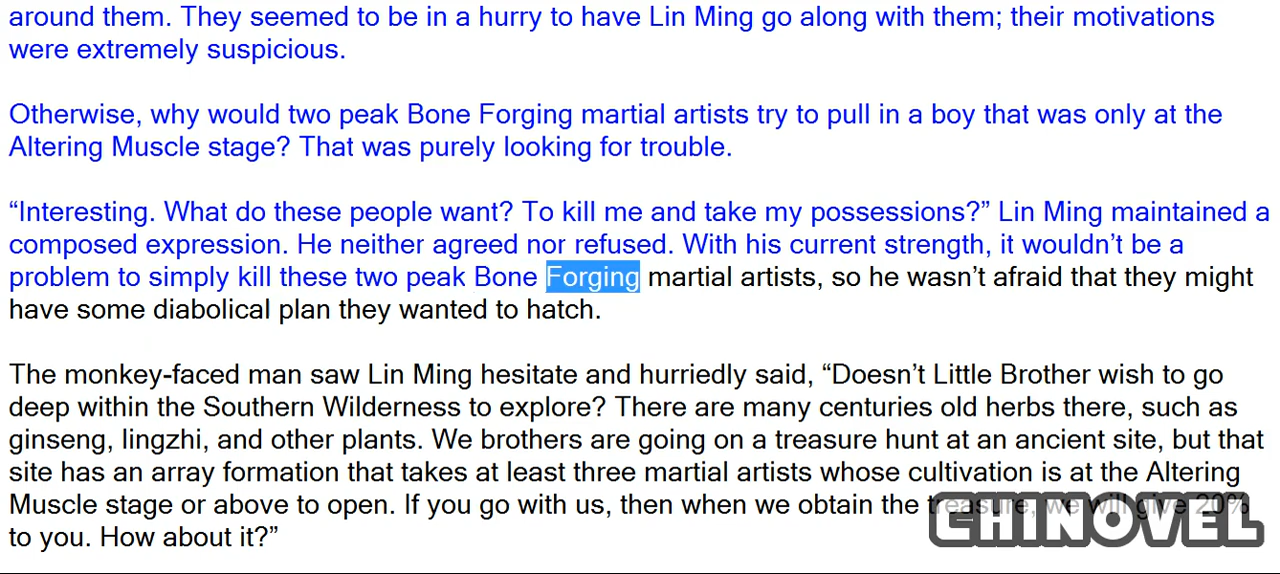 around them. They seemed to be in a hurry to have Lin Ming go along with them; their motivations
were extremely suspicious.
Otherwise, why would two peak Bone Forging martial artists try to pull in a boy that was only at the
Altering Muscle stage? That was purely looking for trouble.
“Interesting. What do these people want? To kill me and take my possessions?” Lin Ming maintained a
composed expression. He neither agreed nor refused. With his current strength, it wouldn’t be a
problem to simply kill these two peak Bone Forging martial artists, so he wasn’t afraid that they might
have some diabolical plan they wanted to hatch.
The monkey-faced man saw Lin Ming hesitate and hurriedly said, “Doesn’t Little Brother wish to go
deep within the Southern Wilderness to explore? There are many centuries old herbs there, such as
ginseng, lingzhi, and other plants. We brothers are going on a treasure hunt at an ancient site, but that
site has an array formation that takes at least three martial artists whose cultivation is at the Altering
Muscle stage or above to open. If you go with us, then when we obtain the treasure, we will give 20%
to you. How about it?”
CHINOVEL